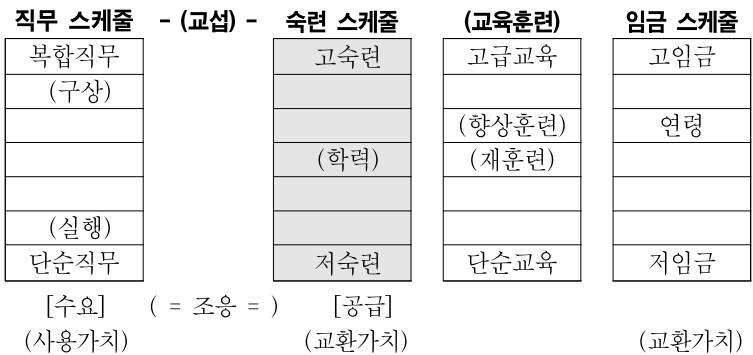 직무 스케줄 - (교섭) - 숙련 스케줄 (교육훈련) 임금 스케줄
복합직무 고숙련 고급교육 고임금
(구상)
(향상훈련) 연령
(학력) (재훈련)
(실행)
단순직무 저숙련 단순교육 저임금
[수요] ( = 조응 = ) [공급]
(사용가치) (교환가치) (교환가치)